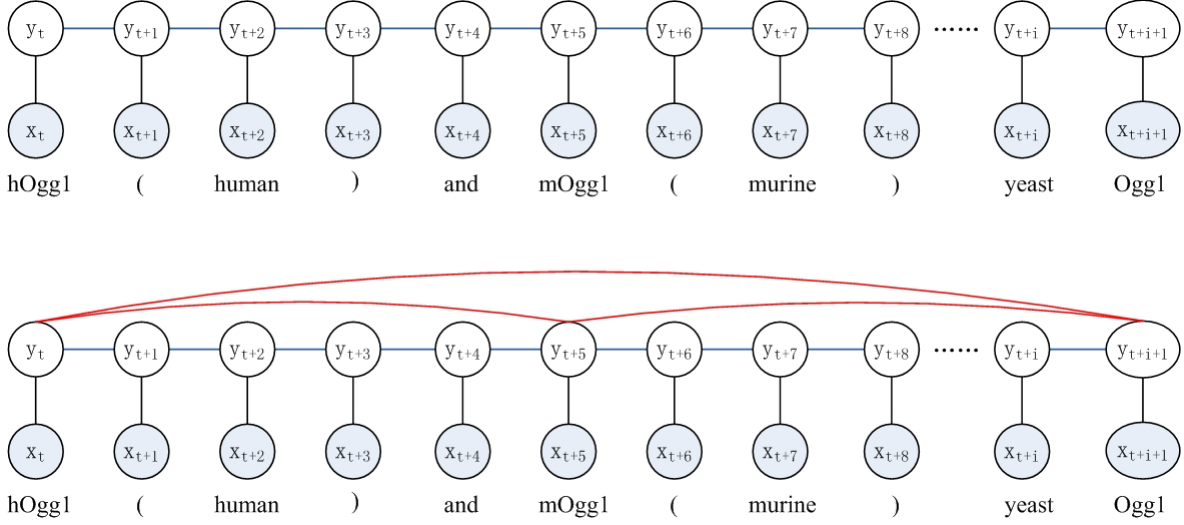 yt yt+1 yt+2 yt+3 yt+4 yt+5 yt+6 yt+7 yt+8 ······ yt+i yt+i+1
xt xt+1 xt+2 xt+3 xt+4 xt+5 xt+6 xt+7 xt+8 xt+i xt+i+1
hOgg1 ( human ) and mOgg1 ( murine ) yeast Ogg1
yt yt+1 yt+2 yt+3 yt+4 yt+5 yt+6 yt+7 yt+8 ······ yt+i yt+i+1
xt xt+1 xt+2 xt+3 xt+4 xt+5 xt+6 xt+7 xt+8 xt+i xt+i+1
hOgg1 ( human ) and mOgg1 ( murine ) yeast Ogg1